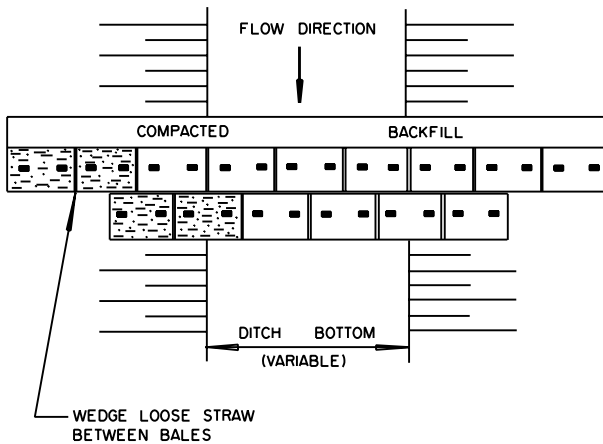 FLOW DIRECTION
COMPACTED BACKFILL
DITCH BOTTOM
(VARIABLE)
WEDGE LOOSE STRAW
BETWEEN BALES